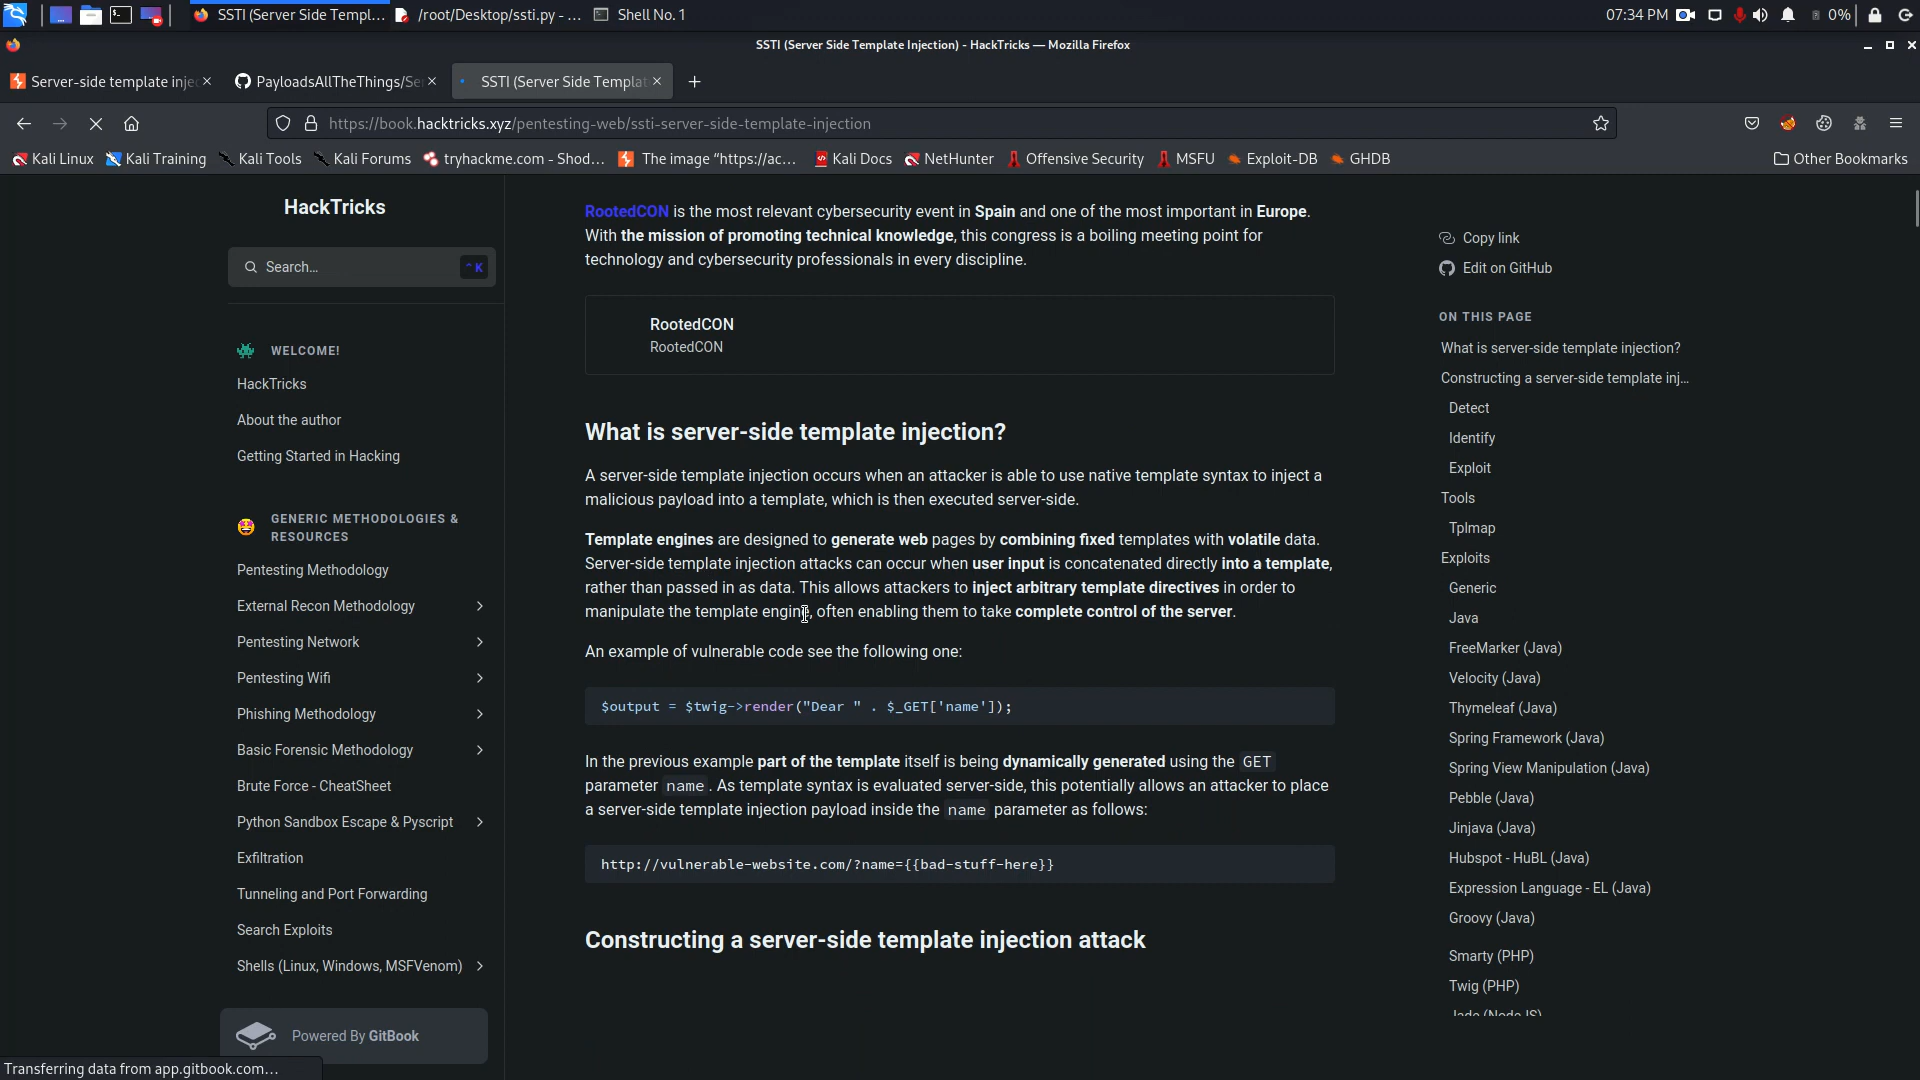 SSTI (Server Side Templ...
/root/Desktop/ssti.py - ...
Shell No. 1
07:34 PM
0%
SSTI (Server Side Template Injection) - HackTricks — Mozilla Firefox
Server-side template injec
PayloadsAllTheThings/Se
SSTI (Server Side Templat
https://book.hacktricks.xyz/pentesting-web/ssti-server-side-template-injection
Kali Linux
Kali Training
Kali Tools
Kali Forums
tryhackme.com - Shod...
The image “https://ac...
Kali Docs
NetHunter
Offensive Security
MSFU
Exploit-DB
GHDB
Other Bookmarks
HackTricks
Search...
⌃ K
WELCOME!
HackTricks
About the author
Getting Started in Hacking
GENERIC METHODOLOGIES &
RESOURCES
Pentesting Methodology
External Recon Methodology
Pentesting Network
Pentesting Wifi
Phishing Methodology
Basic Forensic Methodology
Brute Force - CheatSheet
Python Sandbox Escape & Pyscript
Exfiltration
Tunneling and Port Forwarding
Search Exploits
Shells (Linux, Windows, MSFVenom)
Powered By GitBook
Transferring data from app.gitbook.com...
RootedCON is the most relevant cybersecurity event in Spain and one of the most important in Europe.
With the mission of promoting technical knowledge, this congress is a boiling meeting point for
technology and cybersecurity professionals in every discipline.
RootedCON
RootedCON
What is server-side template injection?
A server-side template injection occurs when an attacker is able to use native template syntax to inject a
malicious payload into a template, which is then executed server-side.
Template engines are designed to generate web pages by combining fixed templates with volatile data.
Server-side template injection attacks can occur when user input is concatenated directly into a template,
rather than passed in as data. This allows attackers to inject arbitrary template directives in order to
manipulate the template engine, often enabling them to take complete control of the server.
An example of vulnerable code see the following one:
$output = $twig->render("Dear " . $_GET['name']);
In the previous example part of the template itself is being dynamically generated using the GET
parameter name. As template syntax is evaluated server-side, this potentially allows an attacker to place
a server-side template injection payload inside the name parameter as follows:
http://vulnerable-website.com/?name={{bad-stuff-here}}
Constructing a server-side template injection attack
Copy link
Edit on GitHub
ON THIS PAGE
What is server-side template injection?
Constructing a server-side template inj...
Detect
Identify
Exploit
Tools
Tplmap
Exploits
Generic
Java
FreeMarker (Java)
Velocity (Java)
Thymeleaf (Java)
Spring Framework (Java)
Spring View Manipulation (Java)
Pebble (Java)
Jinjava (Java)
Hubspot - HuBL (Java)
Expression Language - EL (Java)
Groovy (Java)
Smarty (PHP)
Twig (PHP)
Jade (NodeJS)